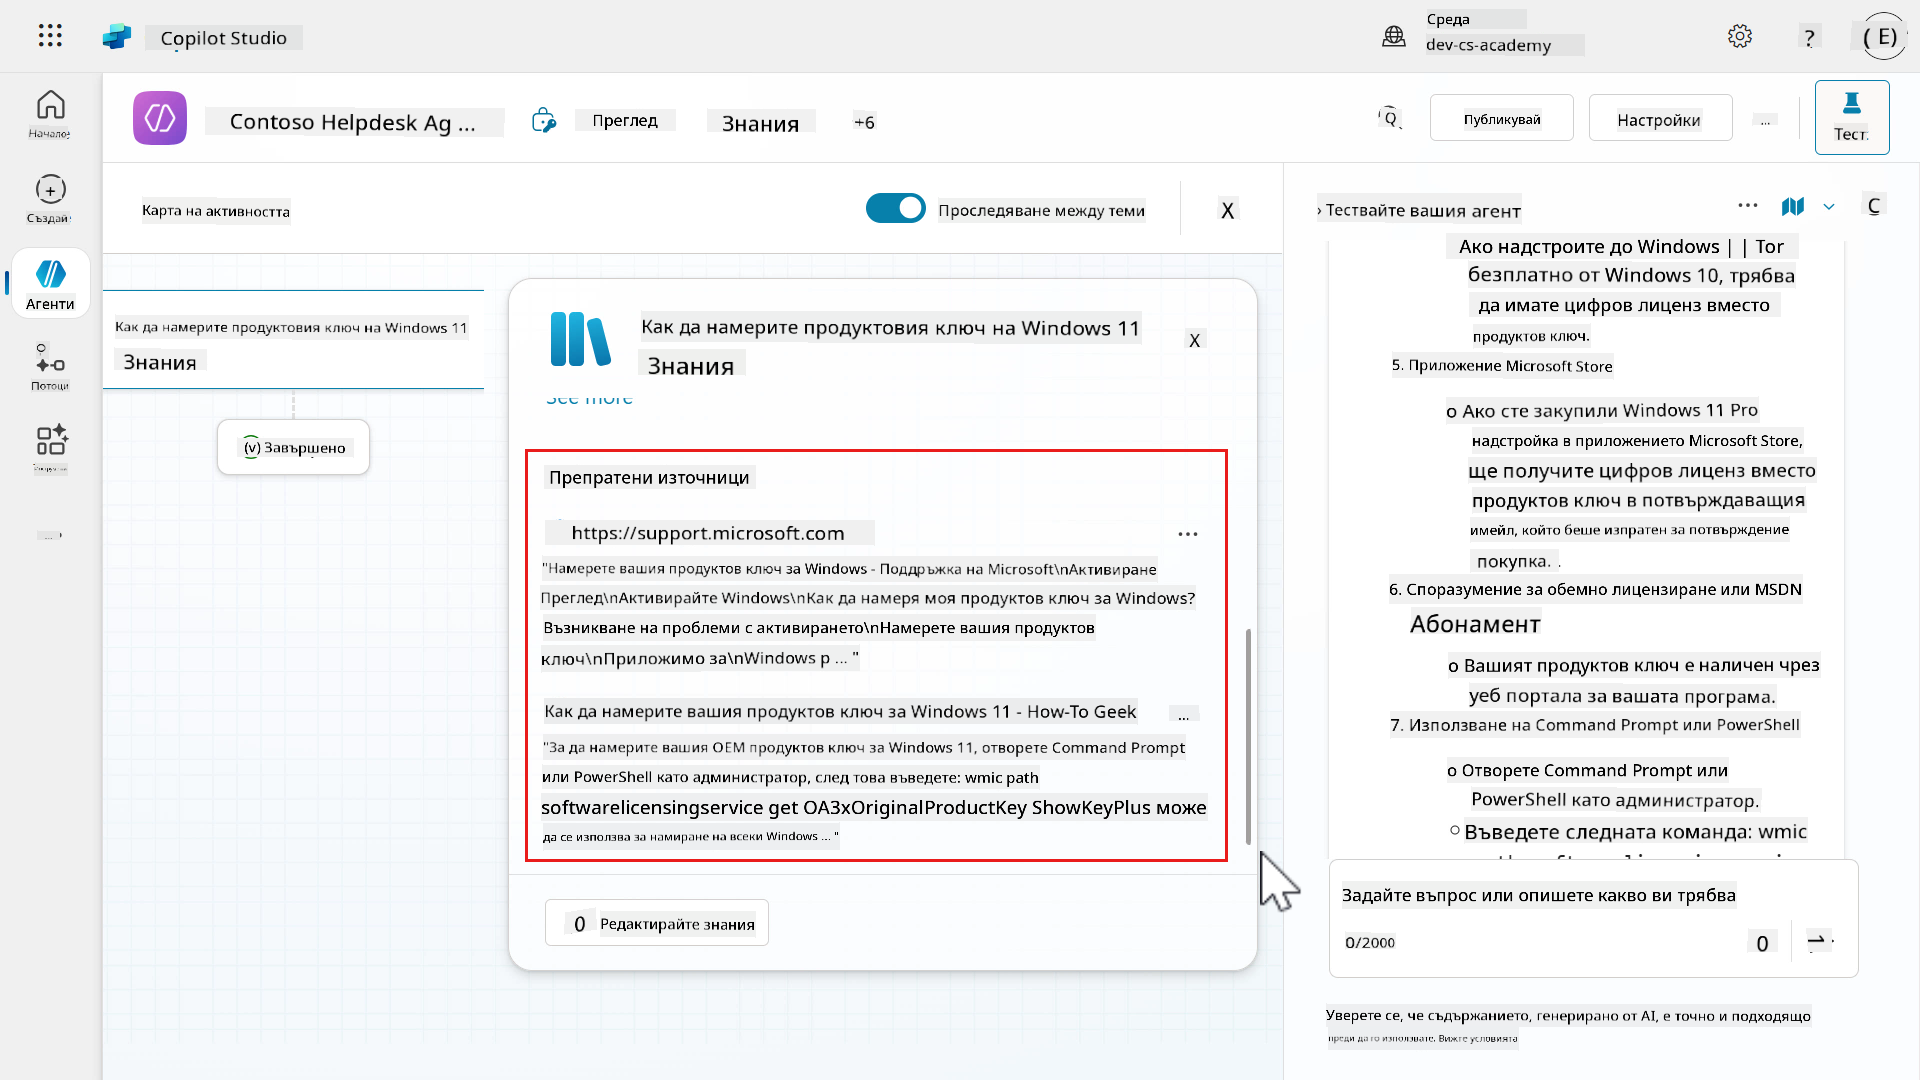 Copilot Studio
Среда
dev-cs-academy
?
( E)
Начало
Създай
Агенти
Потоци
Contoso Helpdesk Ag ...
Преглед
Знания
+6
Публикувай
Настройки
...
Тест
Карта на активността
Проследяване между теми
X
Как да намерите продуктовия ключ на Windows 11
Знания
(v) Завършено
Как да намерите продуктовия ключ на Windows 11
Знания
X
See more
Препратени източници
https://support.microsoft.com
"Намерете вашия продуктов ключ за Windows - Поддръжка на Microsoft\nАктивиране
Преглед\nАктивирайте Windows\nКак да намеря моя продуктов ключ за Windows?
Възникване на проблеми с активирането\nНамерете вашия продуктов
ключ\nПриложимо за\nWindows p ... "
Как да намерите вашия продуктов ключ за Windows 11 - How-To Geek
...
"За да намерите вашия OEM продуктов ключ за Windows 11, отворете Command Prompt
или PowerShell като администратор, след това въведете: wmic path
softwarelicensingservice get OA3xOriginalProductKey ShowKeyPlus може
да се използва за намиране на всеки Windows ... "
0 Редактирайте знания
› Тествайте вашия агент
C
Ако надстроите до Windows | | Tor
безплатно от Windows 10, трябва
да имате цифров лиценз вместо
продуктов ключ.
5. Приложение Microsoft Store
o Ако сте закупили Windows 11 Pro
надстройка в приложението Microsoft Store,
ще получите цифров лиценз вместо
продуктов ключ в потвърждаващия
имейл, който беше изпратен за потвърждение
покупка. .
6. Споразумение за обемно лицензиране или MSDN
Абонамент
o Вашият продуктов ключ е наличен чрез
уеб портала за вашата програма.
7. Използване на Command Prompt или PowerShell
o Отворете Command Prompt или
PowerShell като администратор.
○ Въведете следната команда: wmic
Задайте въпрос или опишете какво ви трябва
0/2000
0
Уверете се, че съдържанието, генерирано от AI, е точно и подходящо
преди да го използвате. Вижте условията